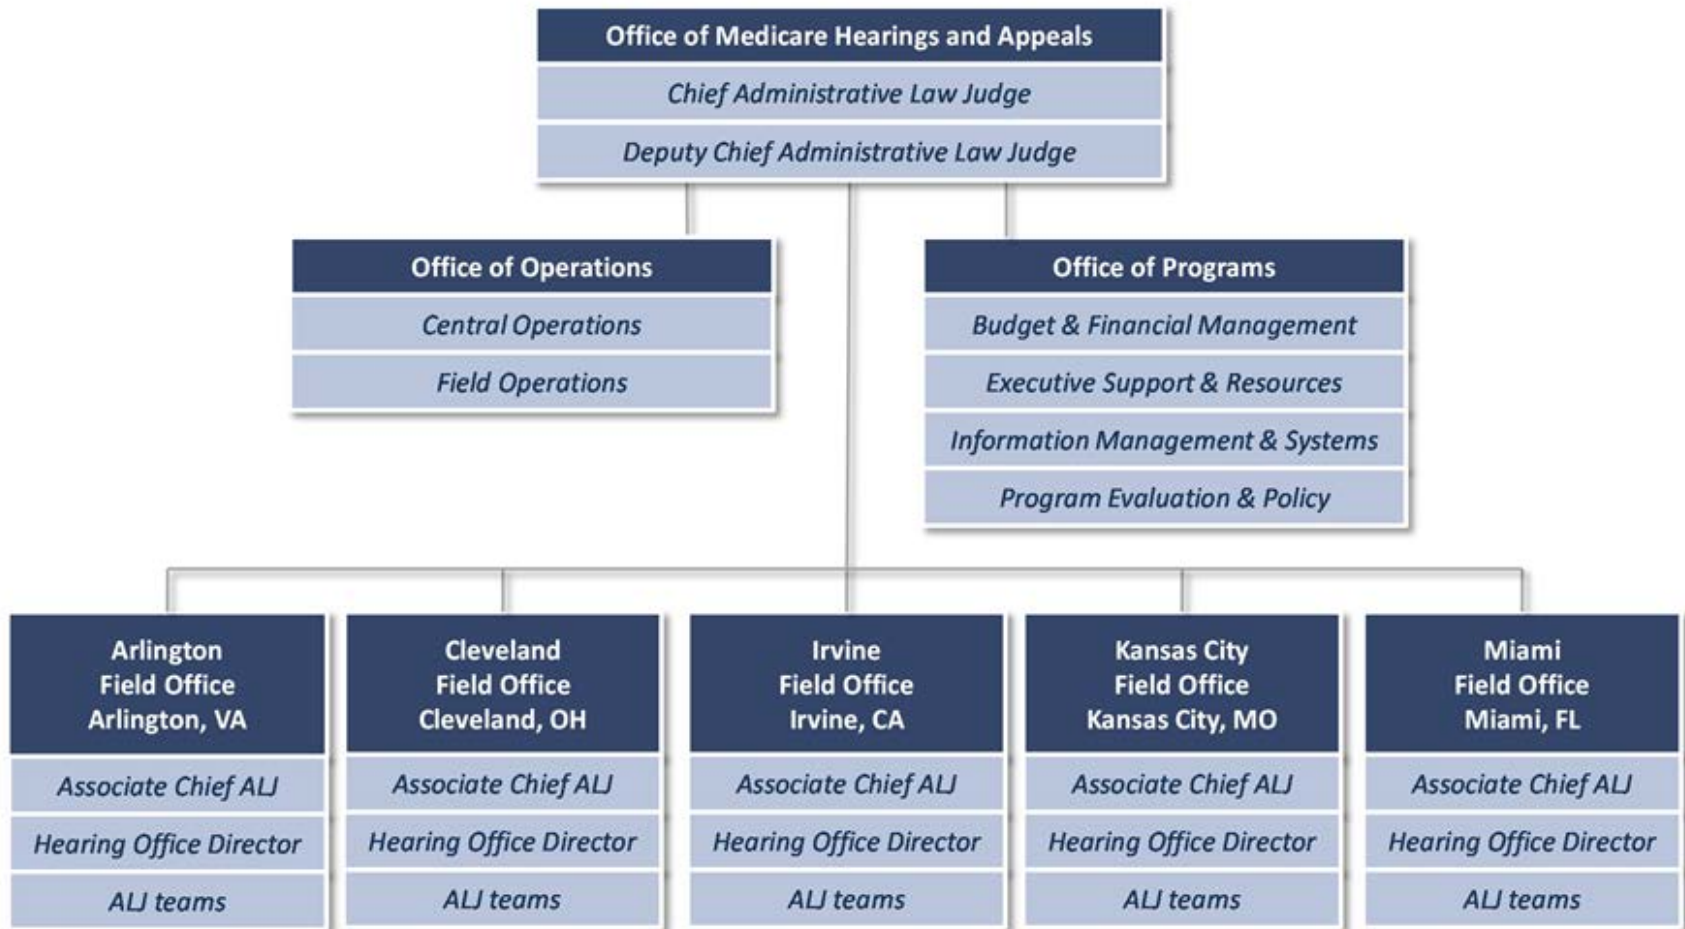 Office of Medicare Hearings and Appeals
Chief Administrative Law Judge
Deputy Chief Administrative Law Judge
Office of Operations
Central Operations
Field Operations
Office of Programs
Budget & Financial Management
Executive Support & Resources
Information Management & Systems
Program Evaluation & Policy
Arlington
Field Office
Arlington, VA
Associate Chief ALJ
Hearing Office Director
ALJ teams
Cleveland
Field Office
Cleveland, OH
Associate Chief ALJ
Hearing Office Director
ALJ teams
Irvine
Field Office
Irvine, CA
Associate Chief ALJ
Hearing Office Director
ALJ teams
Kansas City
Field Office
Kansas City, MO
Associate Chief ALJ
Hearing Office Director
ALJ teams
Miami
Field Office
Miami, FL
Associate Chief ALJ
Hearing Office Director
ALJ teams